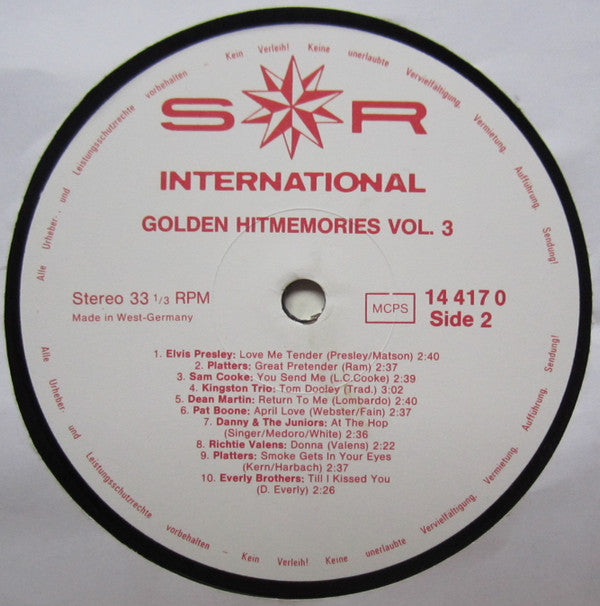 Alle Urheber- und Leistungsschutzrechte vorbehalten Kein Verleih! Keine unerlaubte Vervielfältigung, Vermietung, Aufführung, Sendung!
S R
INTERNATIONAL
GOLDEN HITMEMORIES VOL. 3
Stereo 33 1/3 RPM
Made in West-Germany
MCPS
14 417 0
Side 2
1. Elvis Presley: Love Me Tender (Presley/Matson) 2:40
2. Platters: Great Pretender (Ram) 2:37
3. Sam Cooke: You Send Me (L.C.Cooke) 2:39
4. Kingston Trio: Tom Dooley (Trad.) 3:02
5. Dean Martin: Return To Me (Lombardo) 2:40
6. Pat Boone: April Love (Webster/Fain) 2:37
7. Danny & The Juniors: At The Hop
(Singer/Medoro/White) 2:36
8. Richtie Valens: Donna (Valens) 2:22
9. Platters: Smoke Gets In Your Eyes
(Kern/Harbach) 2:37
10. Everly Brothers: Till I Kissed You
(D. Everly) 2:26
Alle Urheber- und Leistungsschutzrechte vorbehalten - Kein Verleih! Keine unerlaubte Vervielfältigung, Vermietung, Aufführung, Sendung!